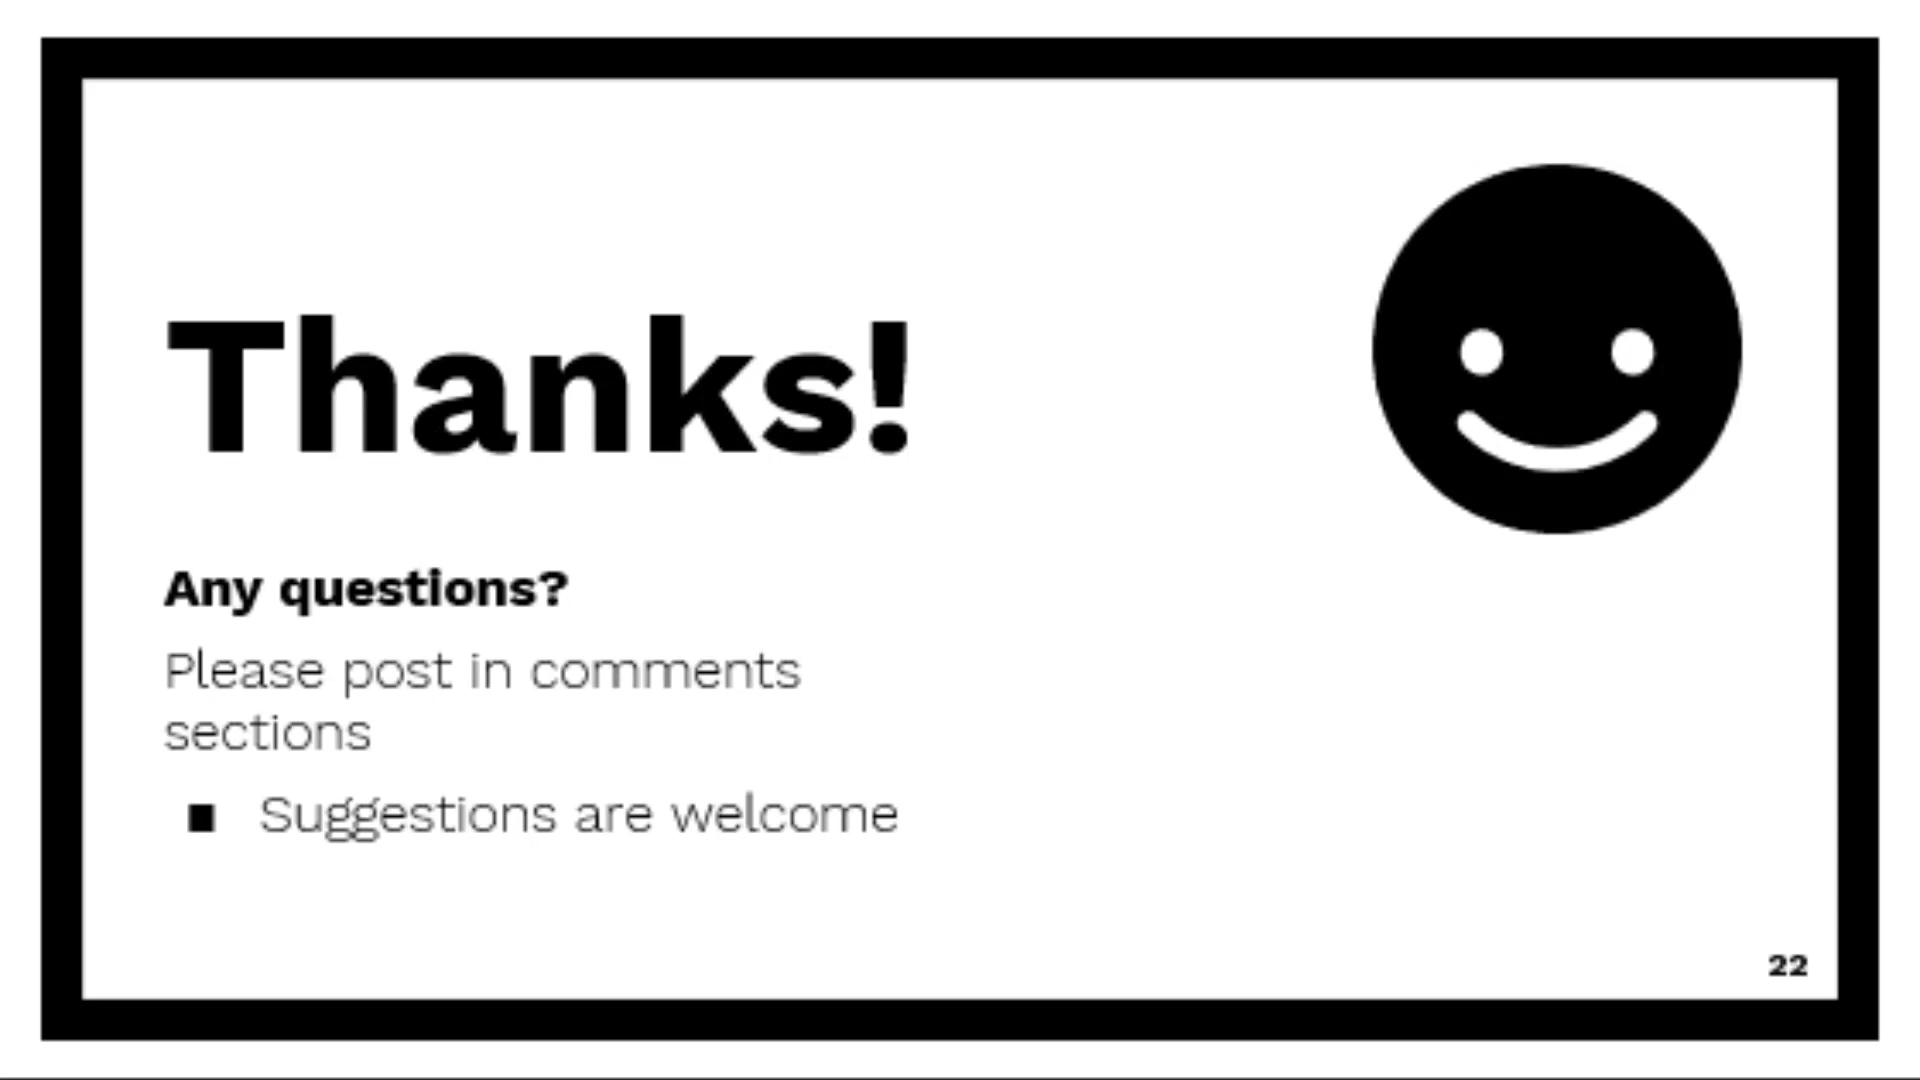 Thanks!
Any questions?
Please post in comments
sections
■ Suggestions are welcome
22